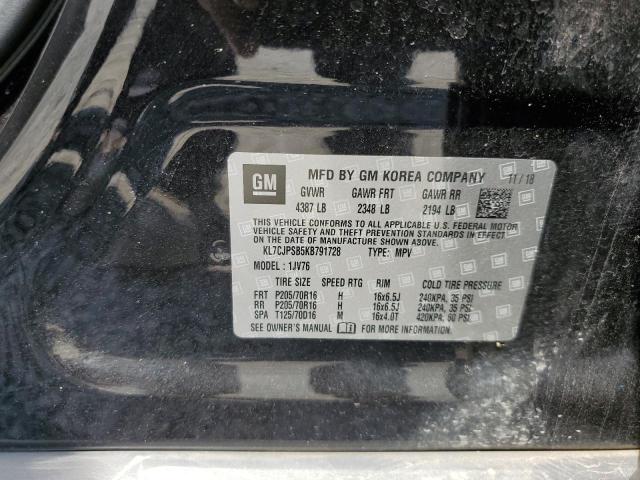 GM
MFD BY GM KOREA COMPANY 11/18
GVWR GAWR FRT GAWR RR
4387 LB 2348 LB 2194 LB
THIS VEHICLE CONFORMS TO ALL APPLICABLE U.S. FEDERAL MOTOR
VEHICLE SAFETY, BUMPER, AND THEFT PREVENTION STANDARDS IN EFFECT
ON THE DATE OF MANUFACTURE SHOWN ABOVE.
KL7CJPSB5KB791728 TYPE: MPV
MODEL: 1JV76
TIRE SIZE SPEED RTG RIM COLD TIRE PRESSURE
FRT P205/70R16 H 16x6.5J 240KPA, 35 PSI
RR P205/70R16 H 16x6.5J 240KPA, 35 PSI
SPA T125/70D16 M 16x4.0T 420KPA, 60 PSI
SEE OWNER'S MANUAL FOR MORE INFORMATION.